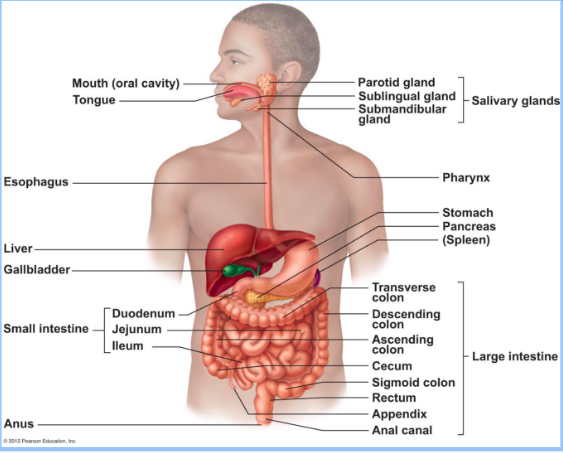 Mouth (oral cavity)
Tongue
Parotid gland
Sublingual gland
Submandibular
gland
Salivary glands
Pharynx
Esophagus
Stomach
Pancreas
(Spleen)
Liver
Gallbladder
Small intestine
Duodenum
Jejunum
Ileum
Transverse
colon
Descending
colon
Ascending
colon
Cecum
Sigmoid colon
Rectum
Appendix
Anal canal
Large intestine
Anus
© 2012 Pearson Education, Inc.